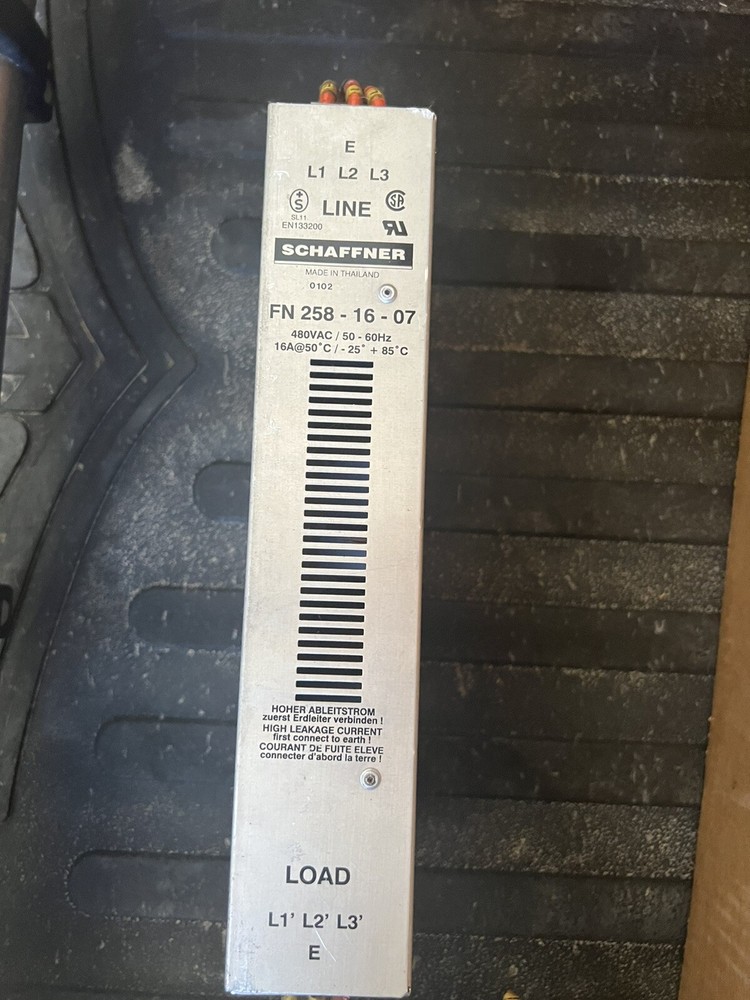 E
L1 L2 L3
+
S
SL11
EN133200
LINE
SA
RU
SCHAFFNER
MADE IN THAILAND
0102
FN 258 - 16 - 07
480VAC / 50 - 60Hz
16A@50°C / - 25° + 85°C
HOHER ABLEITSTROM
zuerst Erdleiter verbinden !
HIGH LEAKAGE CURRENT
first connect to earth !
COURANT DE FUITE ELEVE
connecter d'abord la terre !
LOAD
L1' L2' L3'
E